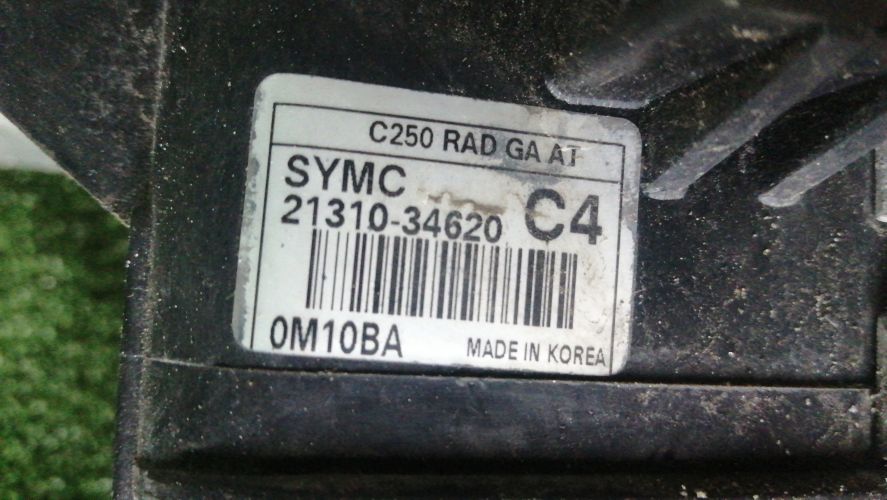 C250 RAD GA AT
SYMC
21310-34620 C4
0M10BA MADE IN KOREA